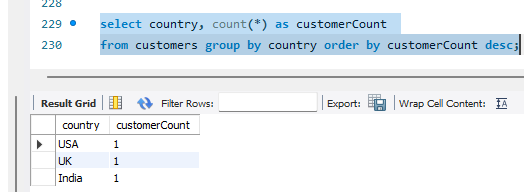 228
229 select country, count(*) as customerCount
230 from customers group by country order by customerCount desc;
Result Grid Filter Rows: Export: Wrap Cell Content:
country customerCount
USA 1
UK 1
India 1